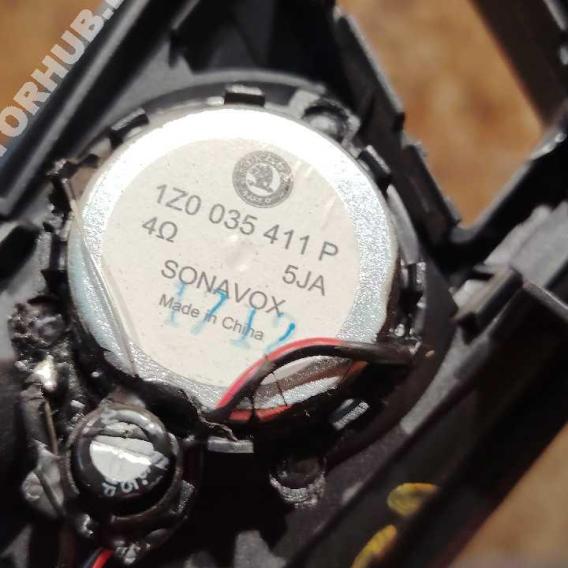 1Z0 035 411 P
4Ω 5JA
SONAVOX
Made in China
1712